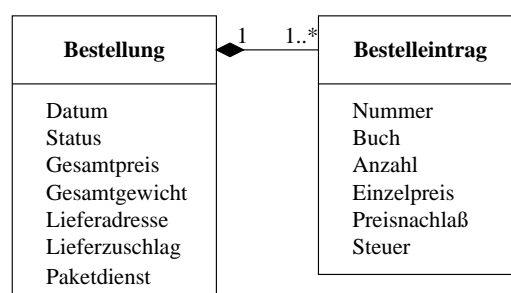 Bestellung
1 1..*
Bestelleintrag
Datum
Status
Gesamtpreis
Gesamtgewicht
Lieferadresse
Lieferzuschlag
Paketdienst
Nummer
Buch
Anzahl
Einzelpreis
Preisnachlaß
Steuer